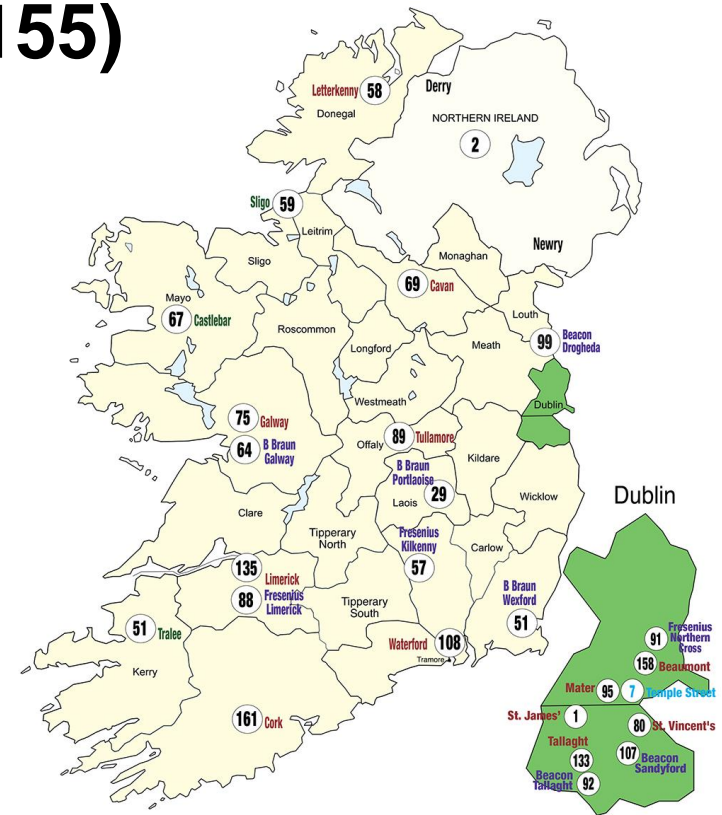 155)
Letterkenny 58
Donegal
Derry
NORTHERN IRELAND
2
Sligo 59
Leitrim
Sligo
Monaghan
Newry
69 Cavan
Mayo
67 Castlebar
Louth
Roscommon
Longford
Meath
99 Beacon
Drogheda
Westmeath
Dublin
75 Galway
64 B Braun
Galway
Offaly
89 Tullamore
Kildare
B Braun
Portlaoise
29
Laois
Wicklow
Dublin
Clare
Tipperary
North
Fresenius
Kilkenny
57
Carlow
135 Limerick
88 Fresenius
Limerick
Tipperary
South
B Braun
Wexford
51
51 Tralee
Kerry
Waterford 108
Tramore
161 Cork
91 Fresenius
Northern
Cross
158 Beaumont
Mater 95
7 Temple Street
St. James' 1
80 St. Vincent's
Tallaght
133
107 Beacon
Sandyford
Beacon
Tallaght 92